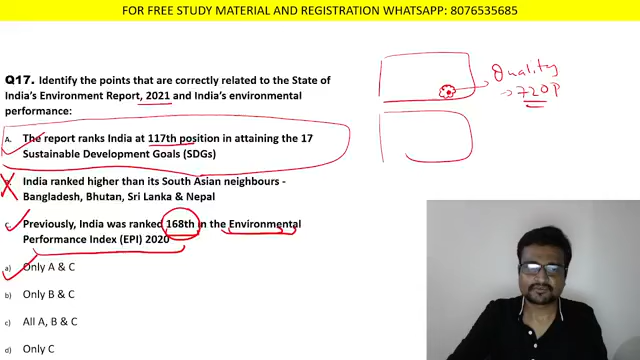 FOR FREE STUDY MATERIAL AND REGISTRATION WHATSAPP: 8076535685
Q17. Identify the points that are correctly related to the State of
India's Environment Report, 2021 and India's environmental
performance:
A. The report ranks India at 117th position in attaining the 17
Sustainable Development Goals (SDGs)
India ranked higher than its South Asian neighbours -
Bangladesh, Bhutan, Sri Lanka & Nepal
C. Previously, India was ranked 168th in the Environmental
Performance Index (EPI) 2020
a) Only A & C
b) Only B & C
c) All A, B & C
d) Only C
Quality
→ 720P